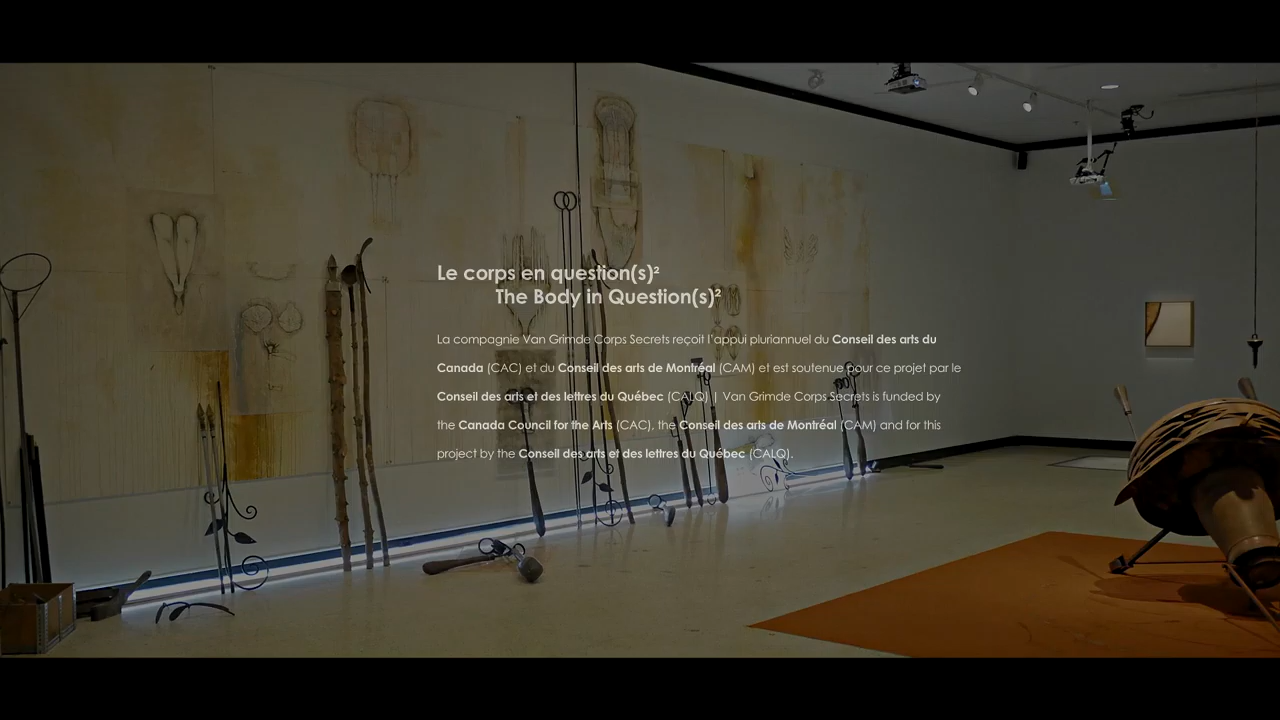 Le corps en question(s)²
The Body in Question(s)²
La compagnie Van Grimde Corps Secrets reçoit l'appui pluriannuel du Conseil des arts du
Canada (CAC) et du Conseil des arts de Montréal (CAM) et est soutenue pour ce projet par le
Conseil des arts et des lettres du Québec (CALQ) | Van Grimde Corps Secrets is funded by
the Canada Council for the Arts (CAC), the Conseil des arts de Montréal (CAM) and for this
project by the Conseil des arts et des lettres du Québec (CALQ).